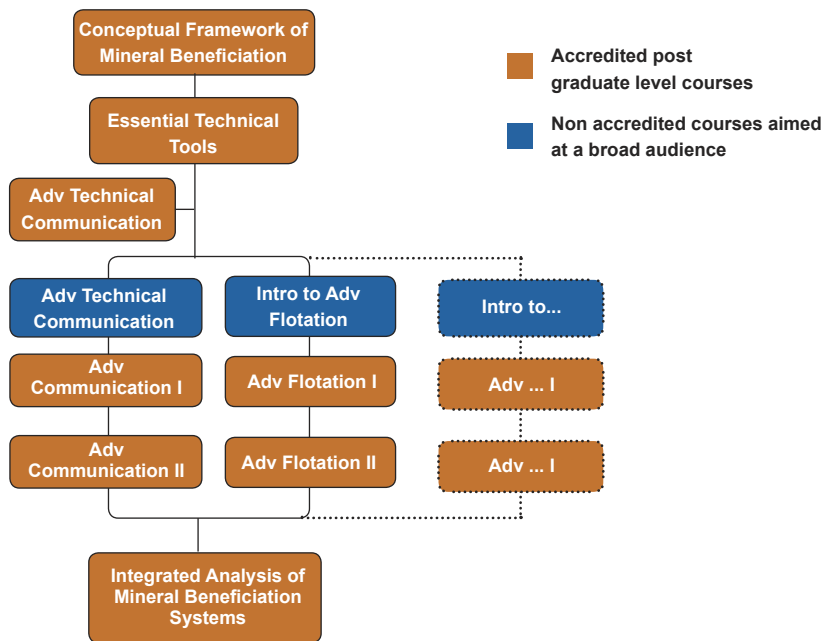 Conceptual Framework of
Mineral Beneficiation
Accredited post
graduate level courses
Non accredited courses aimed
at a broad audience
Essential Technical
Tools
Adv Technical
Communication
Adv Technical
Communication
Intro to Adv
Flotation
Intro to...
Adv
Communication I
Adv Flotation I
Adv ... I
Adv
Communication II
Adv Flotation II
Adv ... I
Integrated Analysis of
Mineral Beneficiation
Systems